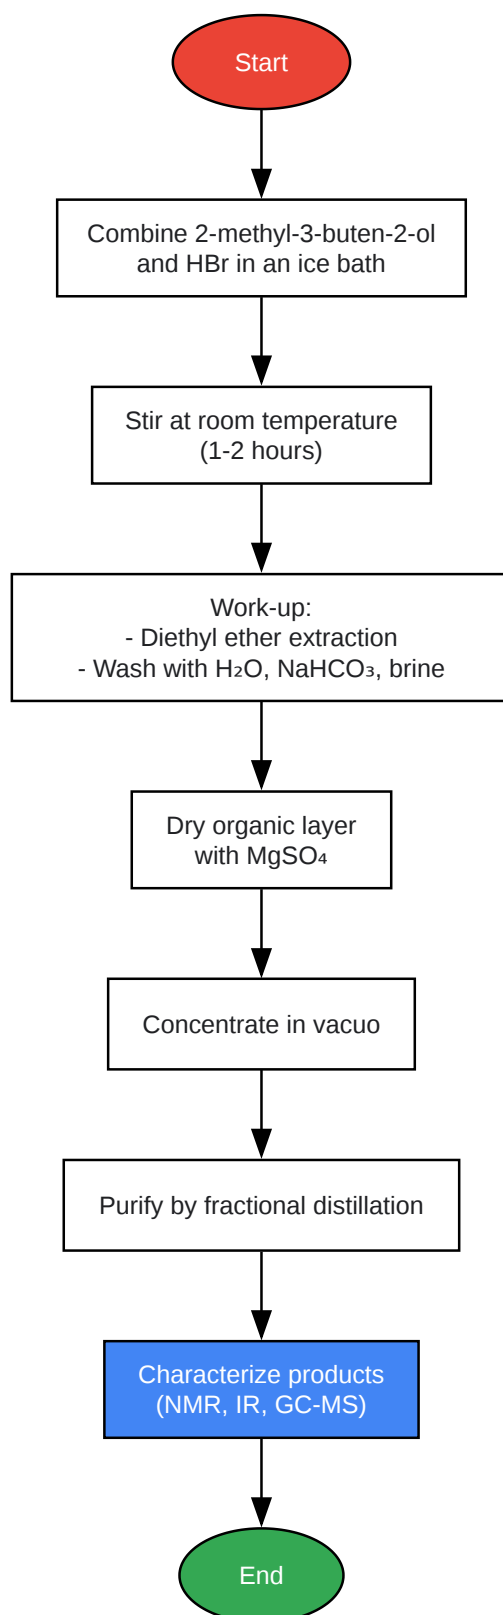 Start
Combine 2-methyl-3-buten-2-ol
and HBr in an ice bath
Stir at room temperature
(1-2 hours)
Work-up:
- Diethyl ether extraction
- Wash with H₂O, NaHCO₃, brine
Dry organic layer
with MgSO₄
Concentrate in vacuo
Purify by fractional distillation
Characterize products
(NMR, IR, GC-MS)
End